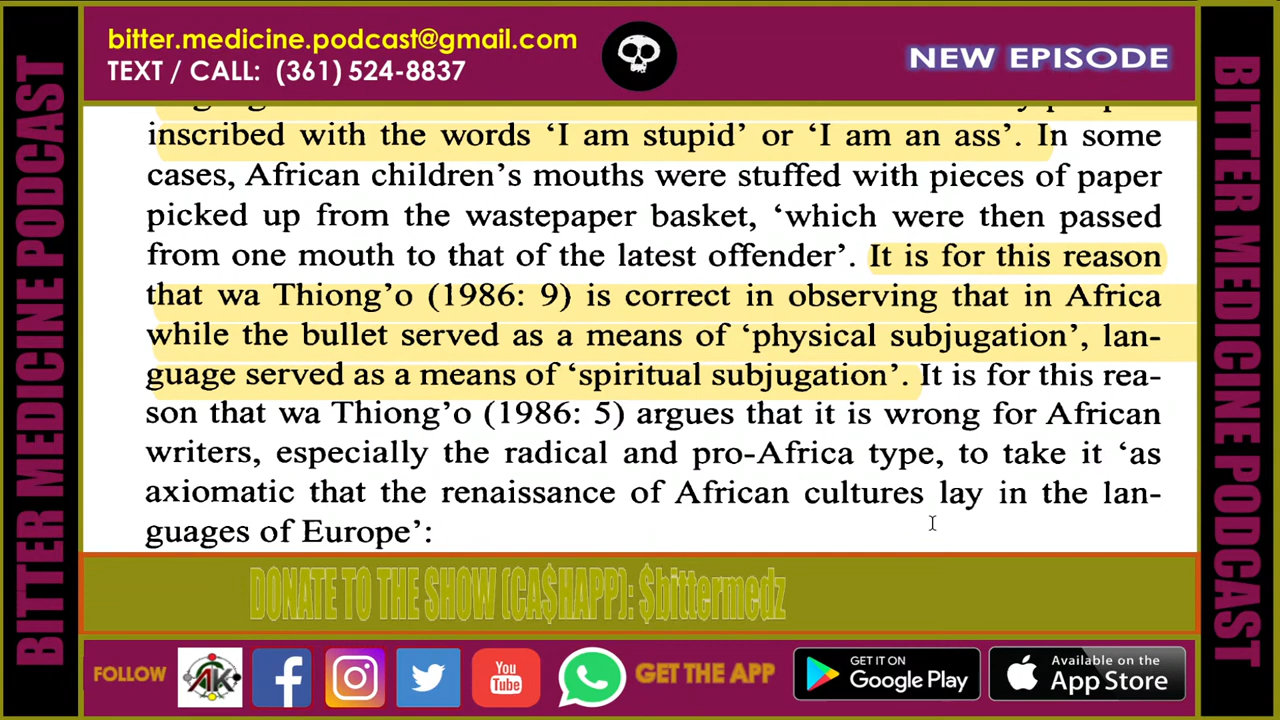 bitter.medicine.podcast@gmail.com
TEXT / CALL: (361) 524-8837
NEW EPISODE
BITTER MEDICINE PODCAST
inscribed with the words ‘I am stupid’ or ‘I am an ass’. In some
cases, African children’s mouths were stuffed with pieces of paper
picked up from the wastepaper basket, ‘which were then passed
from one mouth to that of the latest offender’. It is for this reason
that wa Thiong’o (1986: 9) is correct in observing that in Africa
while the bullet served as a means of ‘physical subjugation’, lan-
guage served as a means of ‘spiritual subjugation’. It is for this rea-
son that wa Thiong’o (1986: 5) argues that it is wrong for African
writers, especially the radical and pro-Africa type, to take it ‘as
axiomatic that the renaissance of African cultures lay in the lan-
guages of Europe’:
BITTER MEDICINE PODCAST
DONATE TO THE SHOW (CA$HAPP): $bittermedz
FOLLOW
You
Tube
GET THE APP
GET IT ON
Google Play
Available on the
App Store